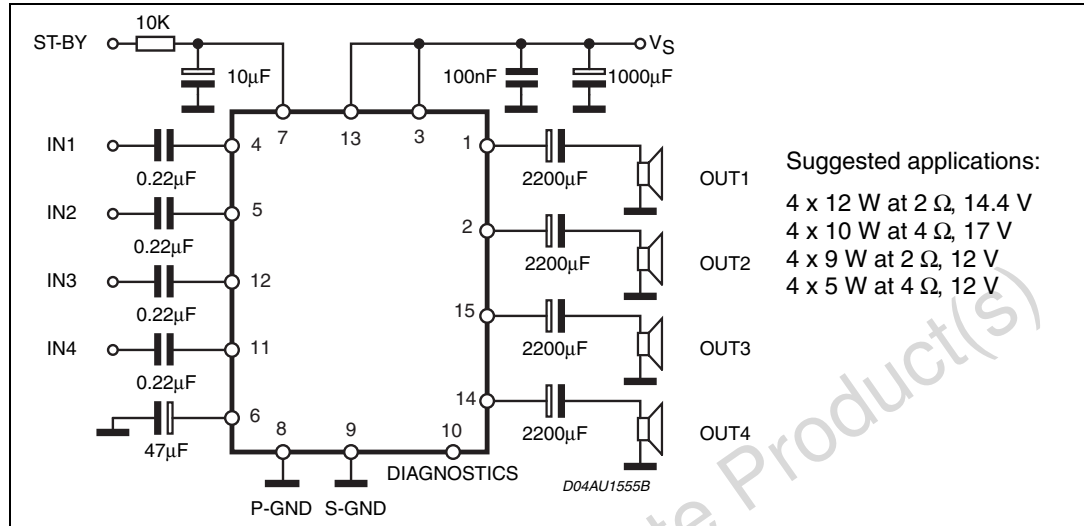 10K
ST-BY
VS
10μF
100nF
1000μF
7
13
3
IN1
4
1
0.22μF
2200μF
OUT1
IN2
5
2
0.22μF
2200μF
OUT2
IN3
12
15
0.22μF
2200μF
OUT3
IN4
11
14
0.22μF
2200μF
OUT4
6
47μF
8
9
10
DIAGNOSTICS
P-GND
S-GND
D04AU1555B
Suggested applications:
4 x 12 W at 2 Ω, 14.4 V
4 x 10 W at 4 Ω, 17 V
4 x 9 W at 2 Ω, 12 V
4 x 5 W at 4 Ω, 12 V
Product(s)